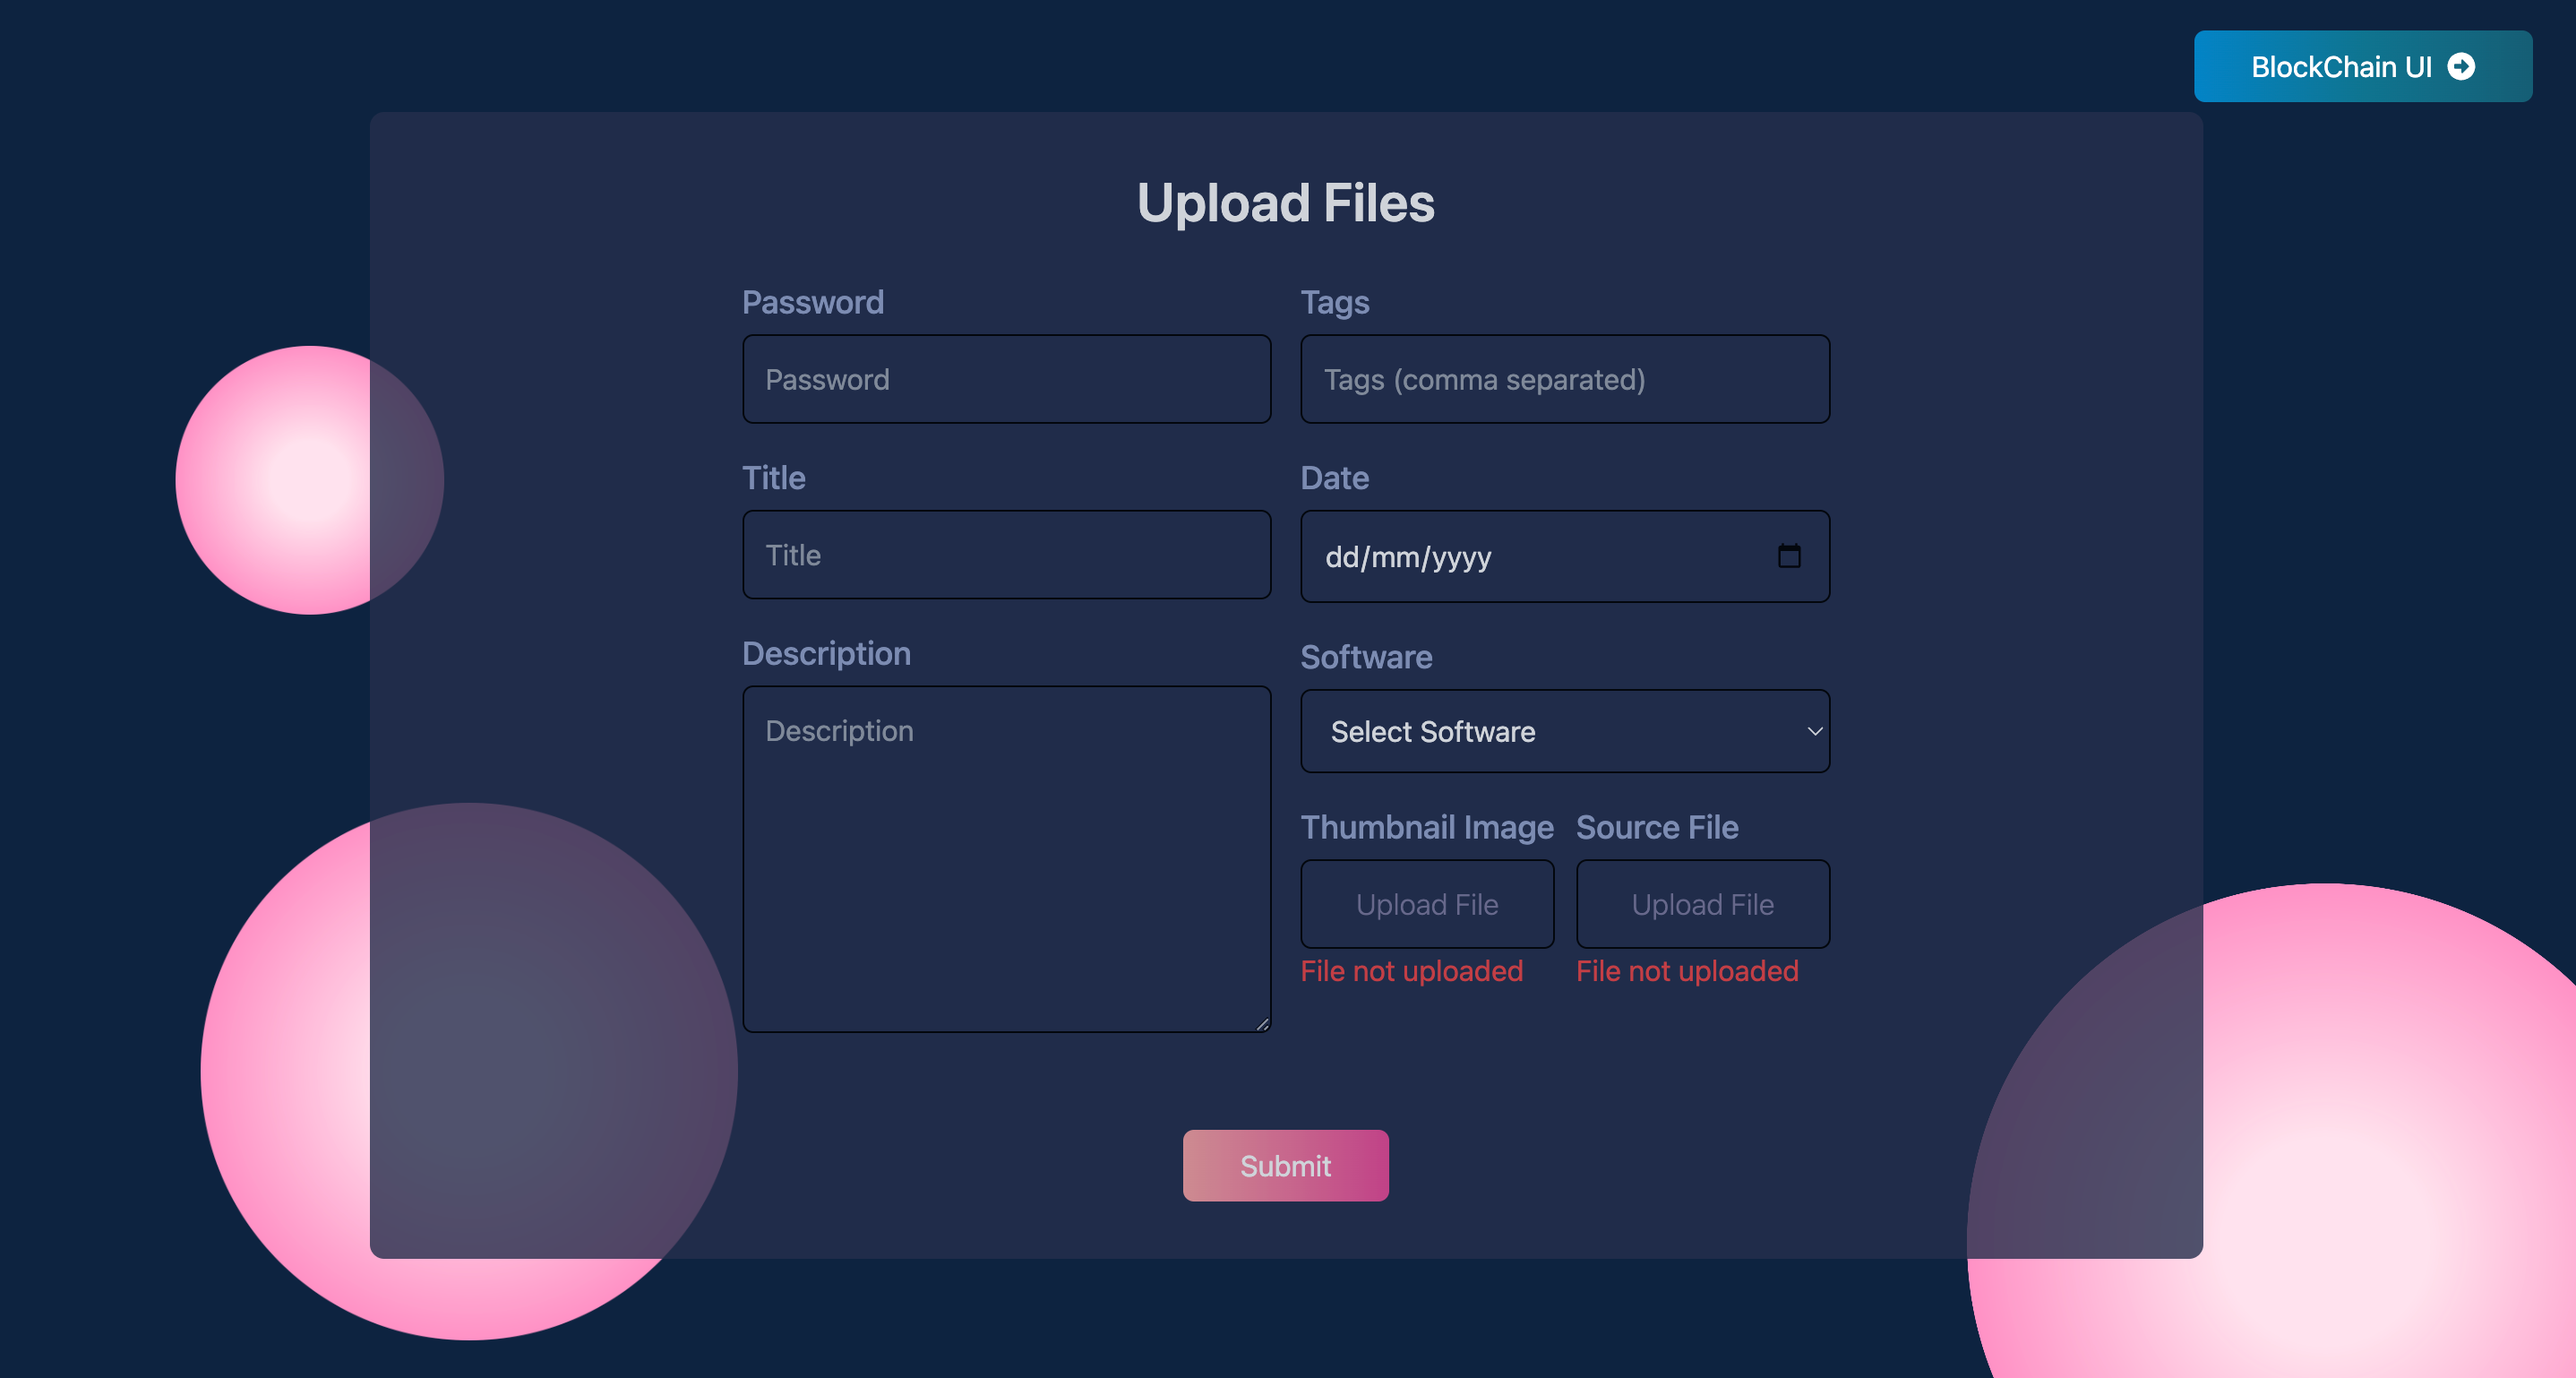 BlockChain UI
Upload Files
Password
Password
Title
Title
Description
Description
Tags
Tags (comma separated)
Date
dd/mm/yyyy
Software
Select Software
Thumbnail Image
Upload File
File not uploaded
Source File
Upload File
File not uploaded
Submit